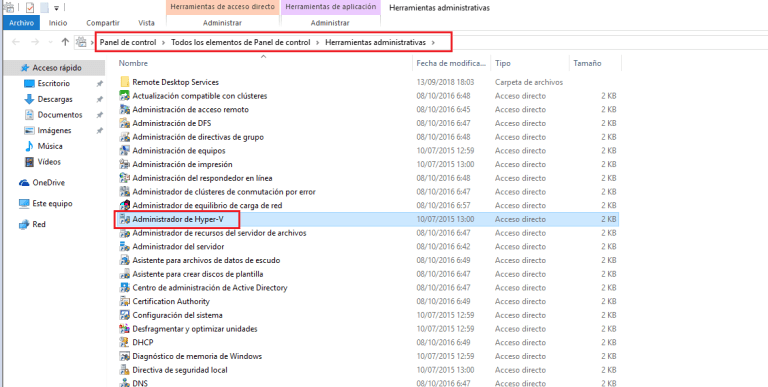 Herramientas de acceso directo
Herramientas de aplicación
Herramientas administrativas
Archivo Inicio Compartir Vista Administrar Administrar
Panel de control > Todos los elementos de Panel de control > Herramientas administrativas >
Acceso rápido
Escritorio
Descargas
Documentos
Imágenes
Música
Vídeos
OneDrive
Este equipo
Red
Nombre Fecha de modifica... Tipo Tamaño
Remote Desktop Services 13/09/2018 18:03 Carpeta de archivos
Actualización compatible con clústeres 08/10/2016 6:48 Acceso directo 2 KB
Administración de acceso remoto 08/10/2016 6:48 Acceso directo 2 KB
Administración de DFS 08/10/2016 6:47 Acceso directo 2 KB
Administración de directivas de grupo 08/10/2016 6:48 Acceso directo 2 KB
Administración de equipos 10/07/2015 12:59 Acceso directo 2 KB
Administración de impresión 10/07/2015 13:00 Acceso directo 2 KB
Administración del respondedor en línea 08/10/2016 6:49 Acceso directo 2 KB
Administrador de clústeres de conmutación por error 08/10/2016 6:47 Acceso directo 2 KB
Administrador de equilibrio de carga de red 08/10/2016 6:57 Acceso directo 2 KB
Administrador de Hyper-V 10/07/2015 13:00 Acceso directo 2 KB
Administrador de recursos del servidor de archivos 08/10/2016 6:47 Acceso directo 2 KB
Administrador del servidor 08/10/2016 6:42 Acceso directo 2 KB
Asistente para archivos de datos de escudo 08/10/2016 6:49 Acceso directo 2 KB
Asistente para crear discos de plantilla 08/10/2016 6:47 Acceso directo 2 KB
Centro de administración de Active Directory 08/10/2016 6:49 Acceso directo 2 KB
Certification Authority 08/10/2016 6:49 Acceso directo 2 KB
Configuración del sistema 10/07/2015 12:59 Acceso directo 2 KB
Desfragmentar y optimizar unidades 10/07/2015 12:59 Acceso directo 2 KB
DHCP 08/10/2016 6:49 Acceso directo 2 KB
Diagnóstico de memoria de Windows 10/07/2015 12:59 Acceso directo 2 KB
Directiva de seguridad local 10/07/2015 13:00 Acceso directo 2 KB
DNS 08/10/2016 6:49 Acceso directo 2 KB